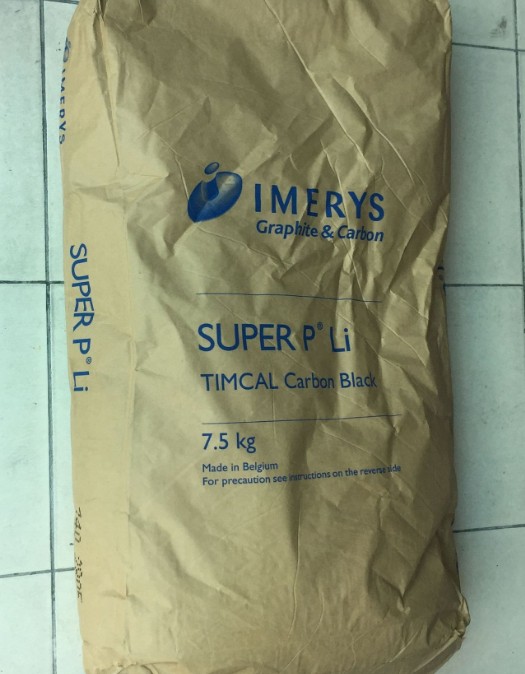 IMERYS
Graphite & Carbon
SUPER P® Li
TIMCAL Carbon Black
7.5 kg
Made in Belgium
For precaution see instructions on the reverse side
IMERYS
SUPER P® Li